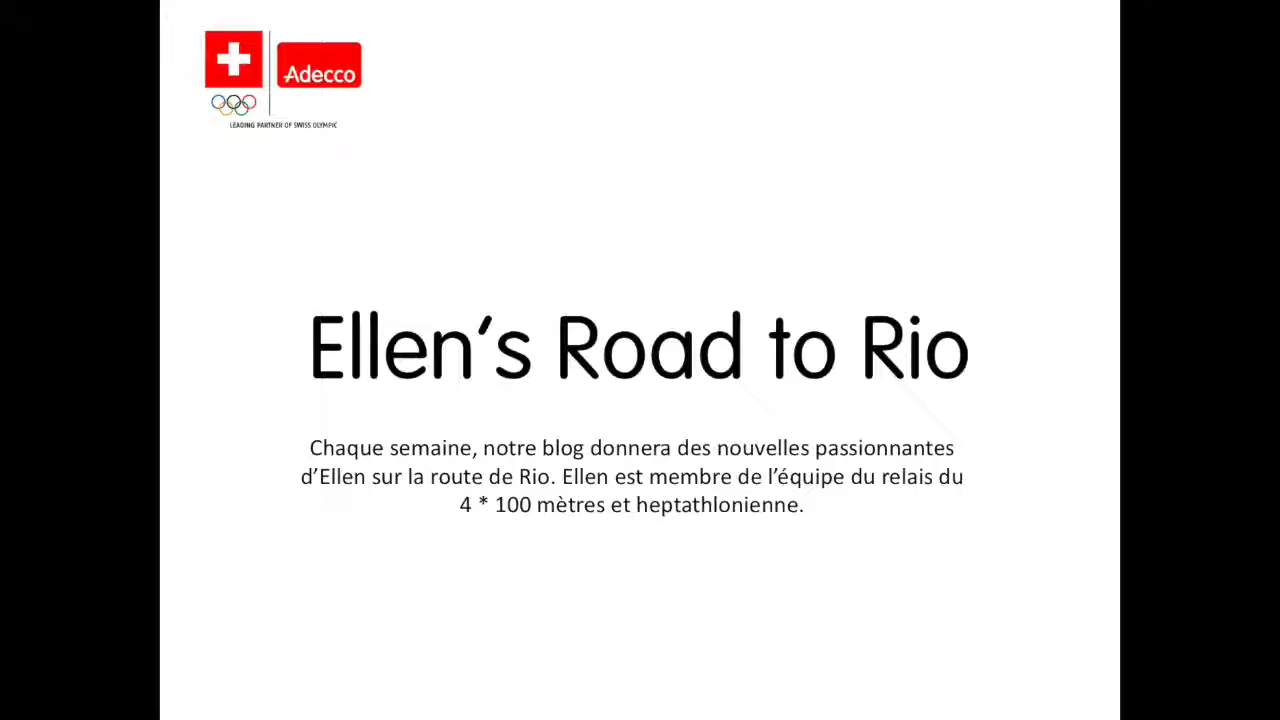 Adecco
LEADING PARTNER OF SWISS OLYMPIC
Ellen's Road to Rio
Chaque semaine, notre blog donnera des nouvelles passionnantes
d’Ellen sur la route de Rio. Ellen est membre de l’équipe du relais du
4 * 100 mètres et heptathlonienne.